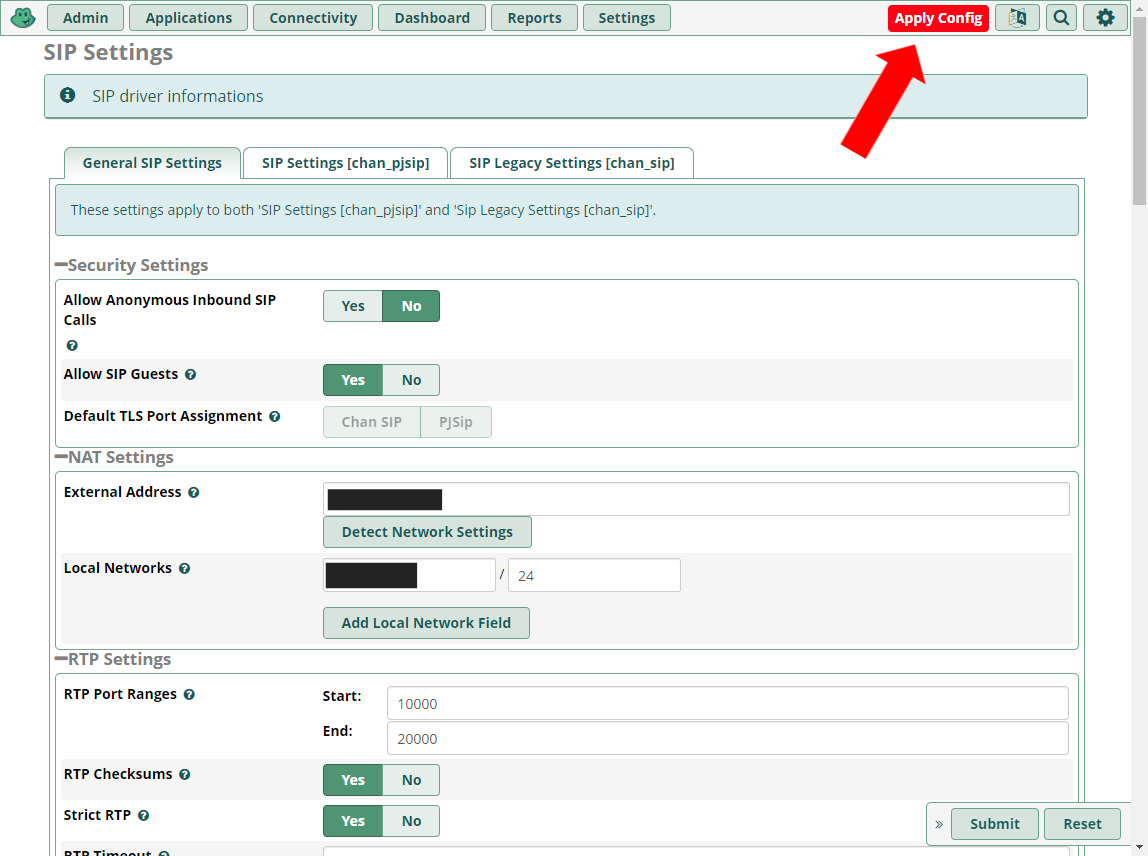 Admin Applications Connectivity Dashboard Reports Settings Apply Config
SIP Settings
SIP driver informations
General SIP Settings SIP Settings [chan_pjsip] SIP Legacy Settings [chan_sip]
These settings apply to both 'SIP Settings [chan_pjsip]' and 'Sip Legacy Settings [chan_sip]'.
Security Settings
Allow Anonymous Inbound SIP Yes No
Calls
Allow SIP Guests Yes No
Default TLS Port Assignment Chan SIP PJSip
NAT Settings
External Address
Detect Network Settings
Local Networks / 24
Add Local Network Field
RTP Settings
RTP Port Ranges Start: 10000
End: 20000
RTP Checksums Yes No
Strict RTP Yes No
» Submit Reset
RTP Timeout